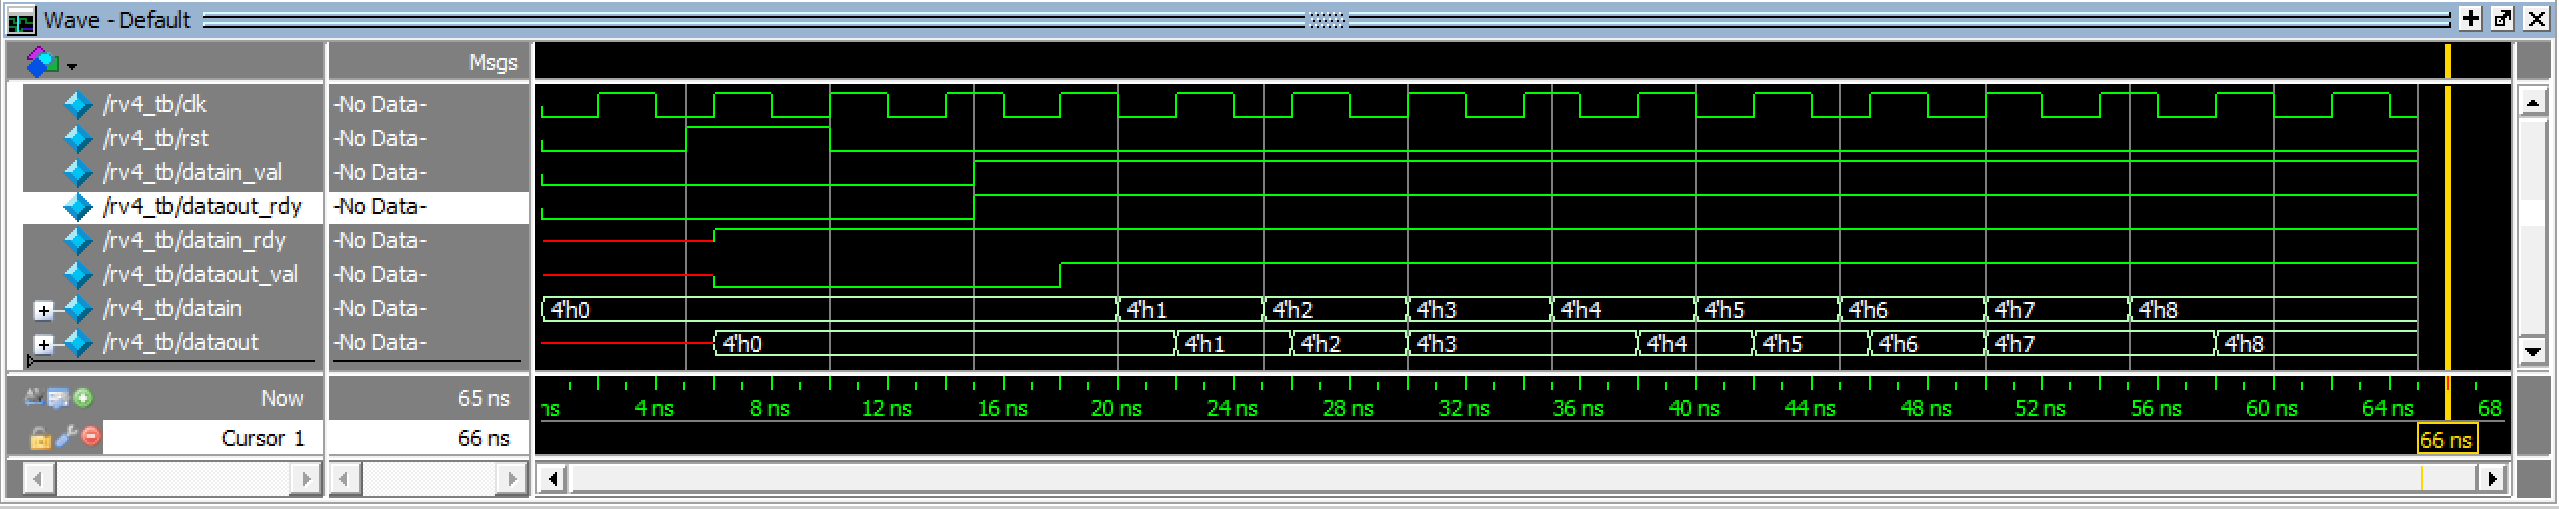 Wave - Default
Msgs
/rv4_tb/clk -No Data-
/rv4_tb/rst -No Data-
/rv4_tb/datain_val -No Data-
/rv4_tb/dataout_rdy -No Data-
/rv4_tb/datain_rdy -No Data-
/rv4_tb/dataout_val -No Data-
/rv4_tb/datain -No Data- 4'h0 4'h1 4'h2 4'h3 4'h4 4'h5 4'h6 4'h7 4'h8
/rv4_tb/dataout -No Data- 4'h0 4'h1 4'h2 4'h3 4'h4 4'h5 4'h6 4'h7 4'h8
Now 65 ns ns 4 ns 8 ns 12 ns 16 ns 20 ns 24 ns 28 ns 32 ns 36 ns 40 ns 44 ns 48 ns 52 ns 56 ns 60 ns 64 ns 68
Cursor 1 66 ns 66 ns